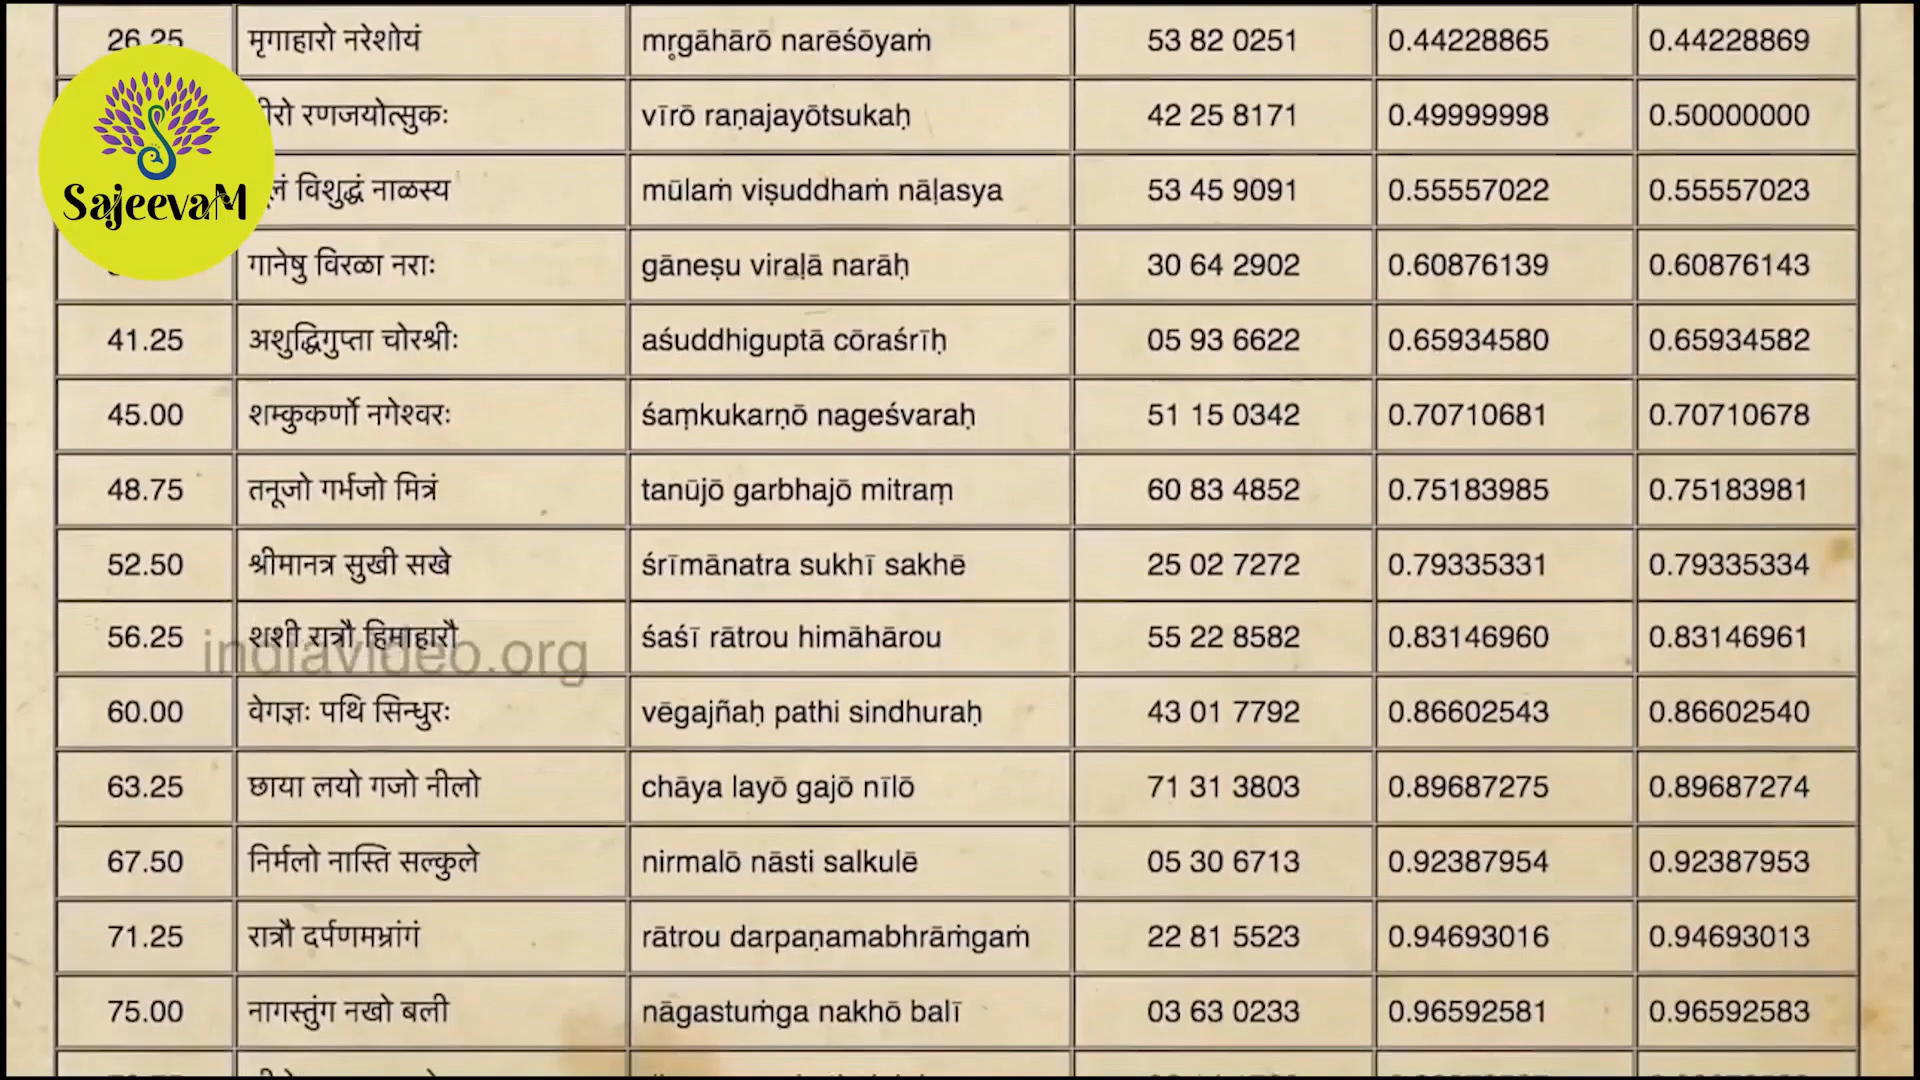 26.25 मृगाहारो नरेशोयं mr̥gāhārō narēśōyaṁ 53 82 0251 0.44228865 0.44228869
रणजयोत्सुकः vīrō raṇajayōtsukaḥ 42 25 8171 0.49999998 0.50000000
विशुद्धं नाळस्य mūlaṁ viṣuddhaṁ nāḷasya 53 45 9091 0.55557022 0.55557023
SajeevaM
गानेषु विरळा नराः gāneṣu viraḷā narāḥ 30 64 2902 0.60876139 0.60876143
41.25 अशुद्धिगुप्ता चोरश्रीः aśuddhiguptā cōraśrīḥ 05 93 6622 0.65934580 0.65934582
45.00 शम्कुकर्णो नगेश्वरः śaṃkukarṇō nageśvaraḥ 51 15 0342 0.70710681 0.70710678
48.75 तनूजो गर्भजो मित्रं tanūjō garbhajō mitraṃ 60 83 4852 0.75183985 0.75183981
52.50 श्रीमानत्र सुखी सखे śrīmānatra sukhī sakhē 25 02 7272 0.79335331 0.79335334
56.25 शशी रात्रौ हिमाहारौ śaśī rātrou himāhārou 55 22 8582 0.83146960 0.83146961
indiavideo.org
60.00 वेगज्ञः पथि सिन्धुरः vēgajñaḥ pathi sindhuraḥ 43 01 7792 0.86602543 0.86602540
63.25 छाया लयो गजो नीलो chāya layō gajō nīlō 71 31 3803 0.89687275 0.89687274
67.50 निर्मलो नास्ति सल्कुले nirmalō nāsti salkulē 05 30 6713 0.92387954 0.92387953
71.25 रात्रौ दर्पणमभ्रांगं rātrou darpaṇamabhrāṁgaṁ 22 81 5523 0.94693016 0.94693013
75.00 नागस्तुंग नखो बली nāgastuṁga nakhō balī 03 63 0233 0.96592581 0.96592583